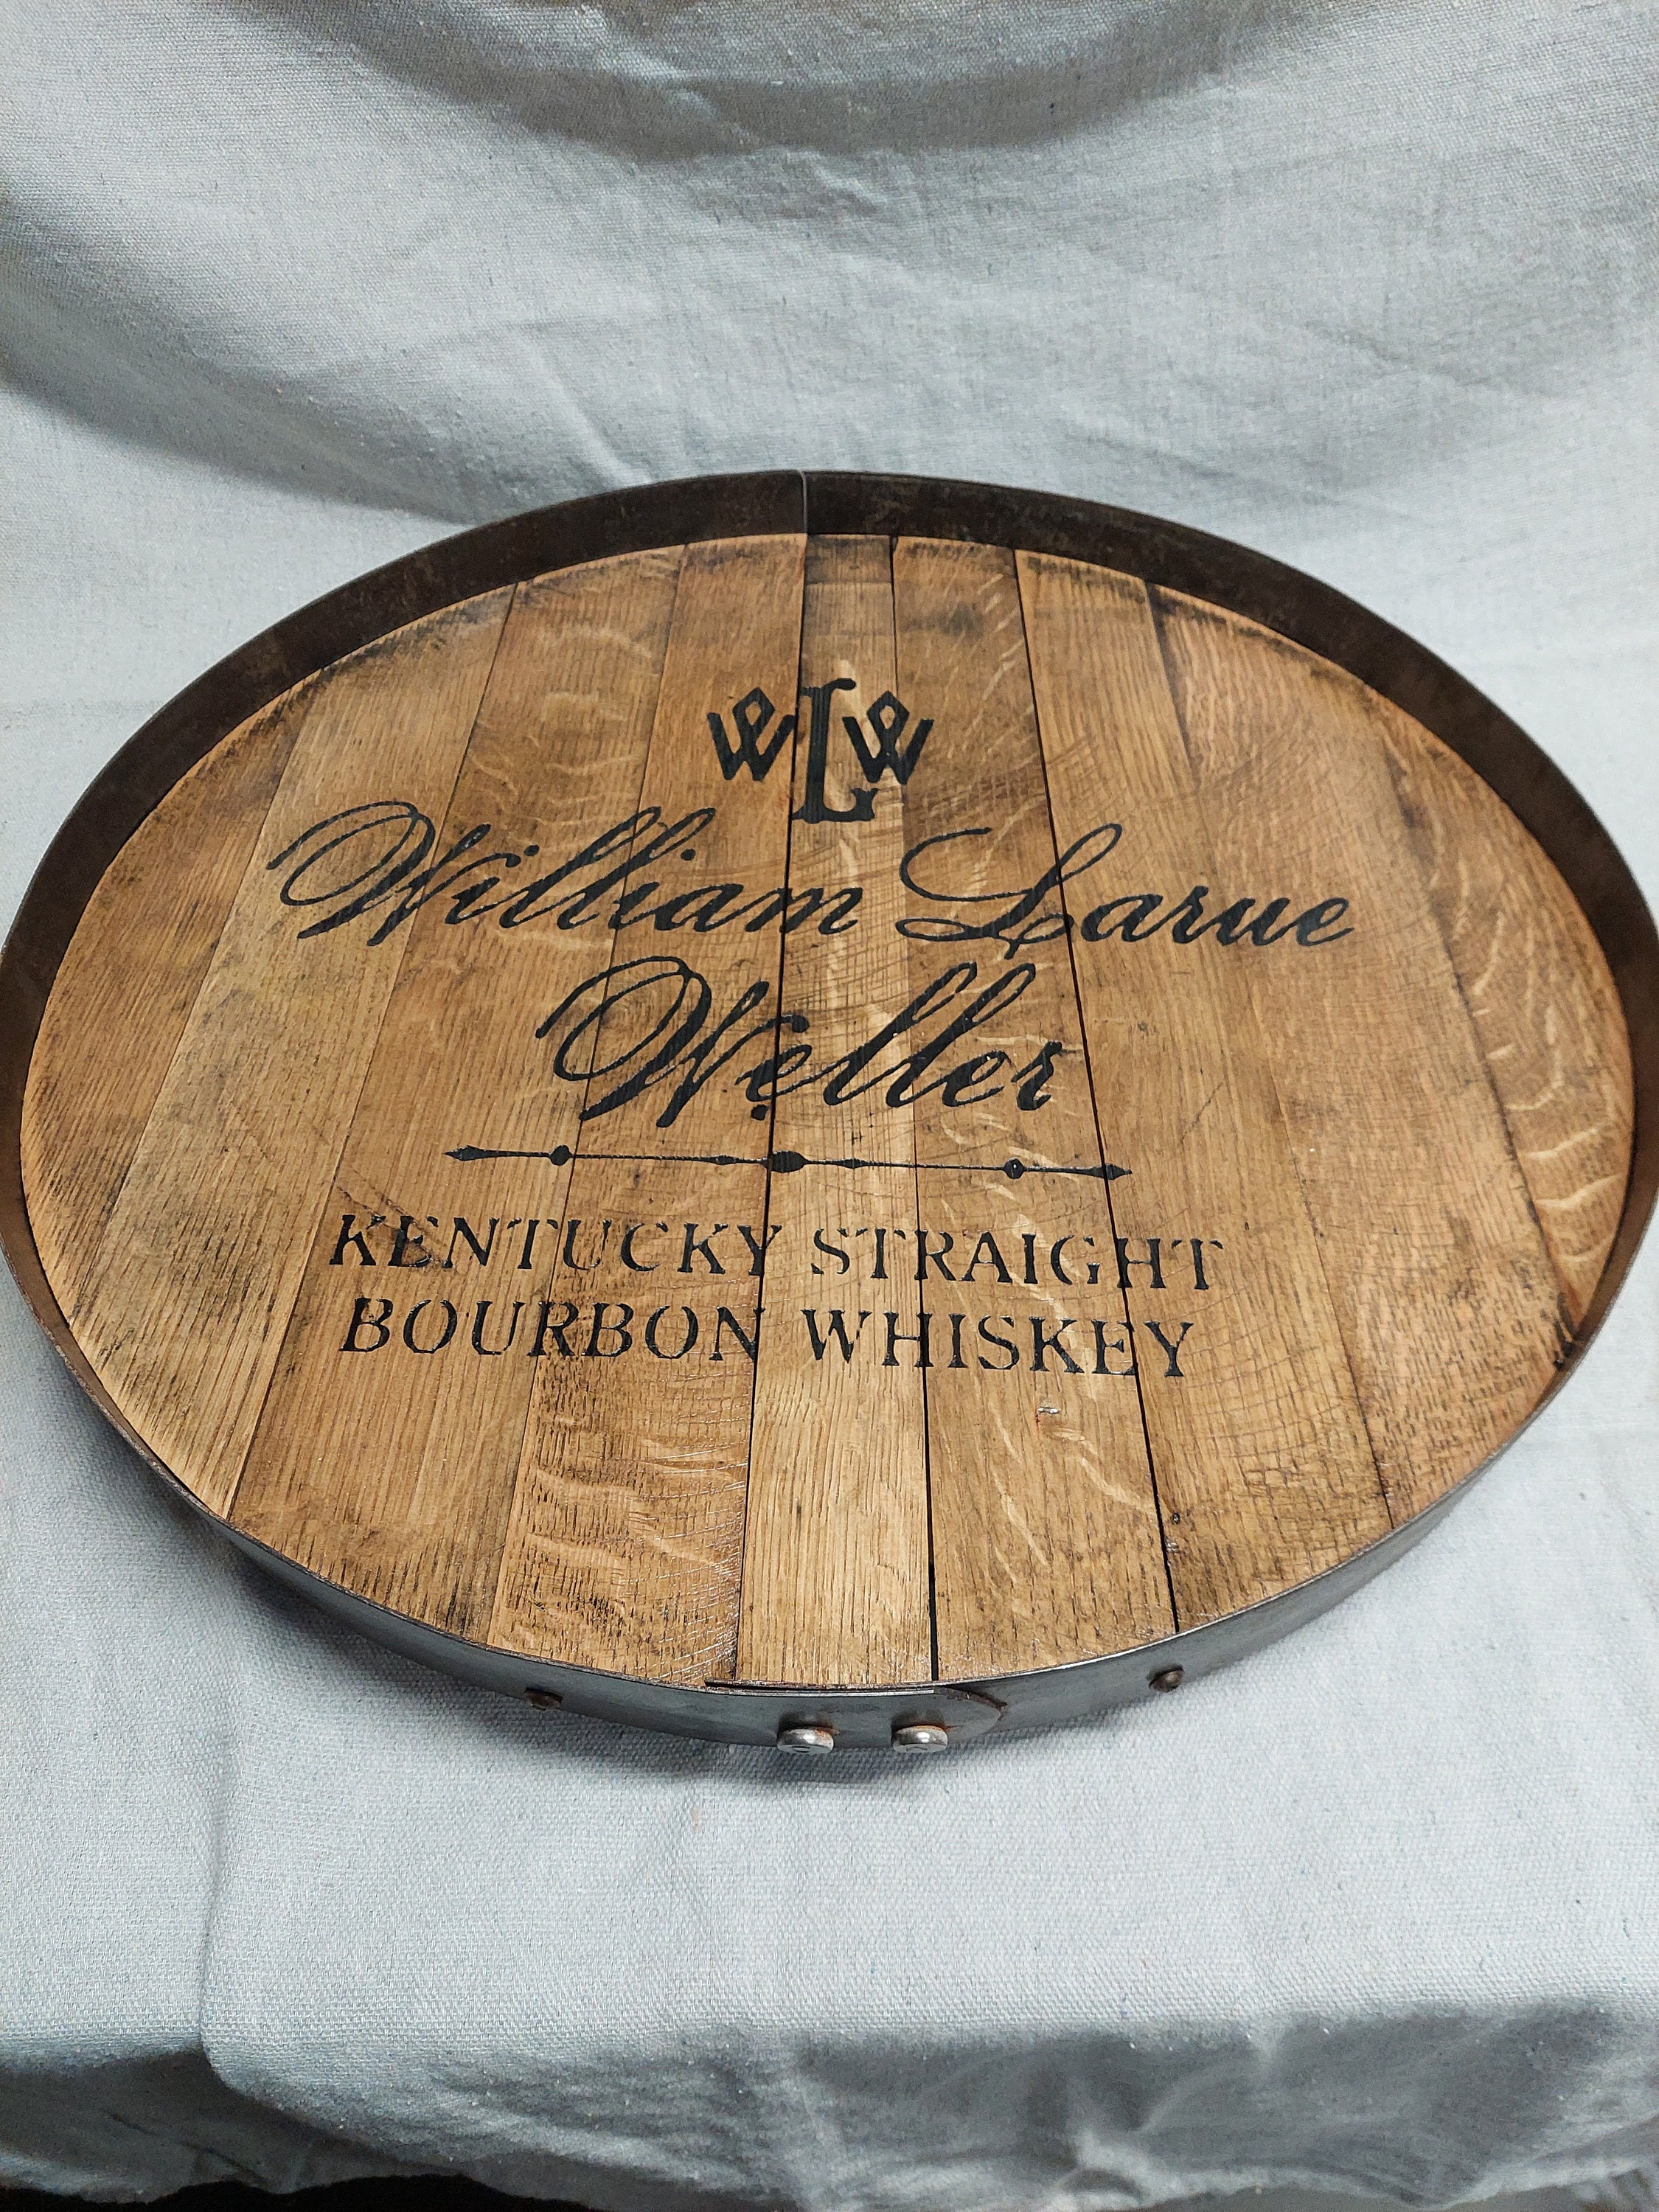 WLW
William Larue
Weller
KENTUCKY STRAIGHT
BOURBON WHISKEY